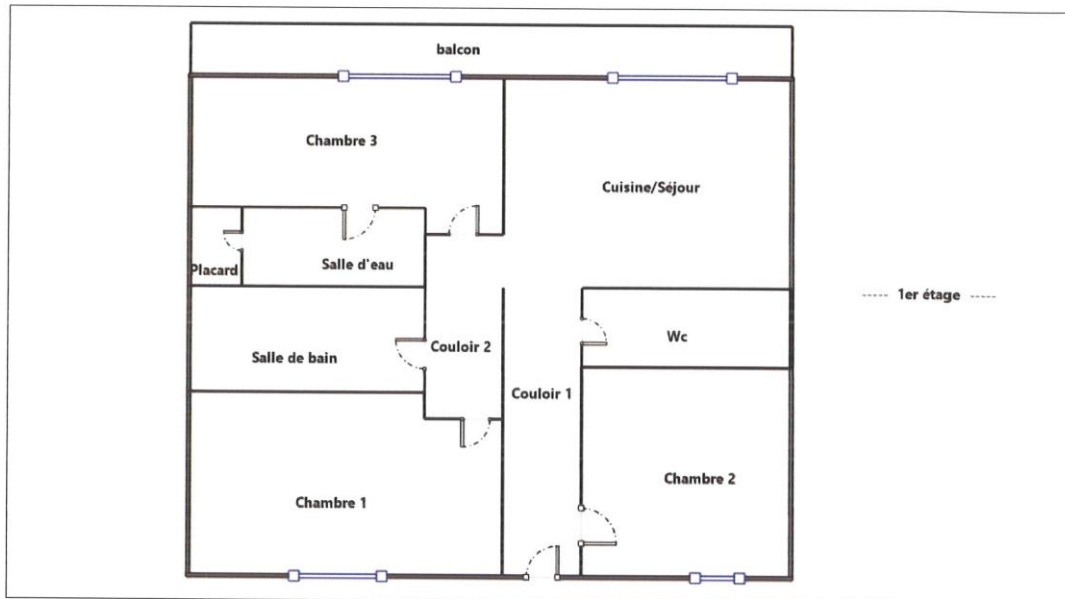 balcon
Chambre 3
Cuisine/Séjour
Placard
Salle d'eau
----- 1er étage -----
Wc
Couloir 2
Salle de bain
Couloir 1
Chambre 2
Chambre 1